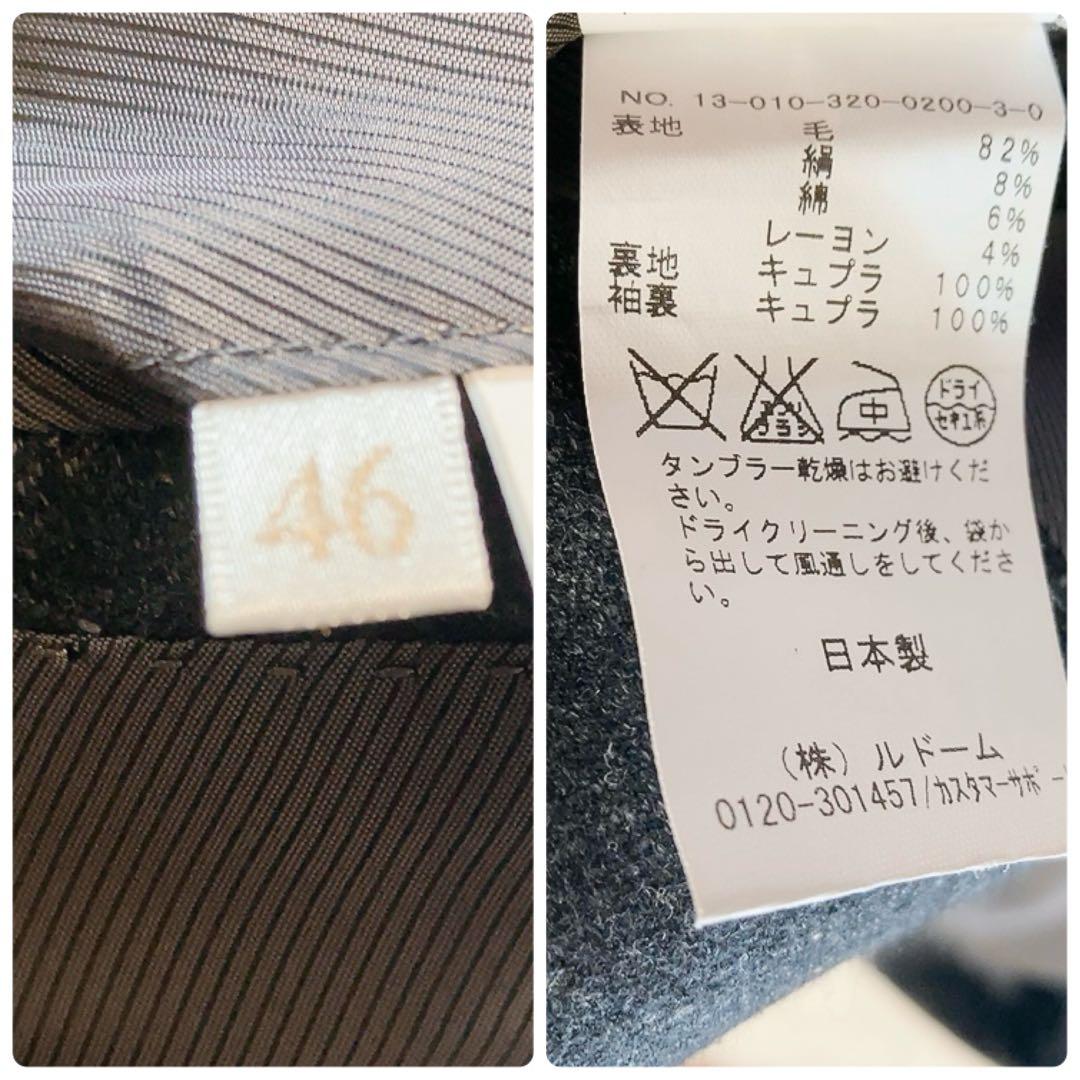 46
NO. 13-010-320-0200-3-0
表地 毛 82%
絹 8%
綿 6%
レーヨン 4%
裏地 キュプラ 100%
袖裏 キュプラ 100%
中 ドライ
セキユ系
タンブラー乾燥はお避けくだ
さい。
ドライクリーニング後、袋か
ら出して風通しをしてくださ
い。
日本製
(株) ルドーム
0120-301457/カスタマーサポー